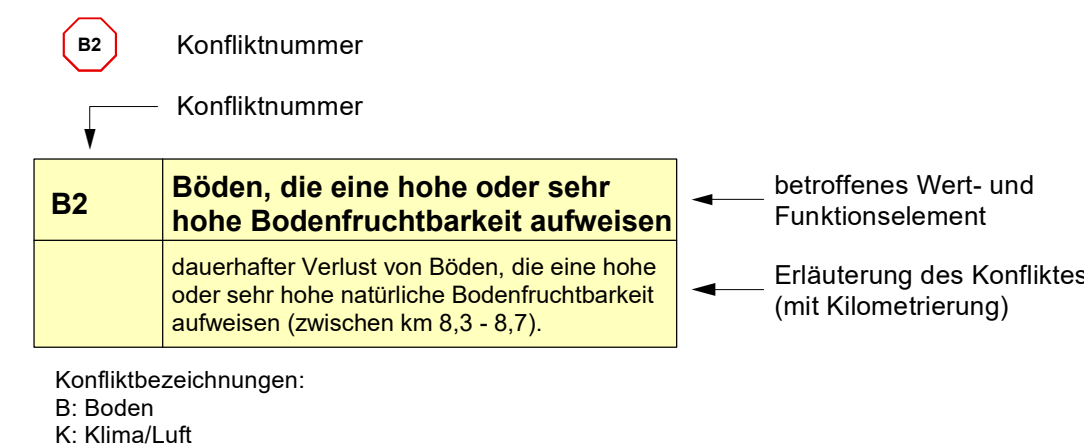 B2 Konfliktnummer
Konfliktnummer
B2
Böden, die eine hohe oder sehr
hohe Bodenfruchtbarkeit aufweisen
betroffenes Wert- und
Funktionselement
dauerhafter Verlust von Böden, die eine hohe
oder sehr hohe natürliche Bodenfruchtbarkeit
aufweisen (zwischen km 8,3 - 8,7).
Erläuterung des Konfliktes
(mit Kilometrierung)
Konfliktbezeichnungen:
B: Boden
K: Klima/Luft